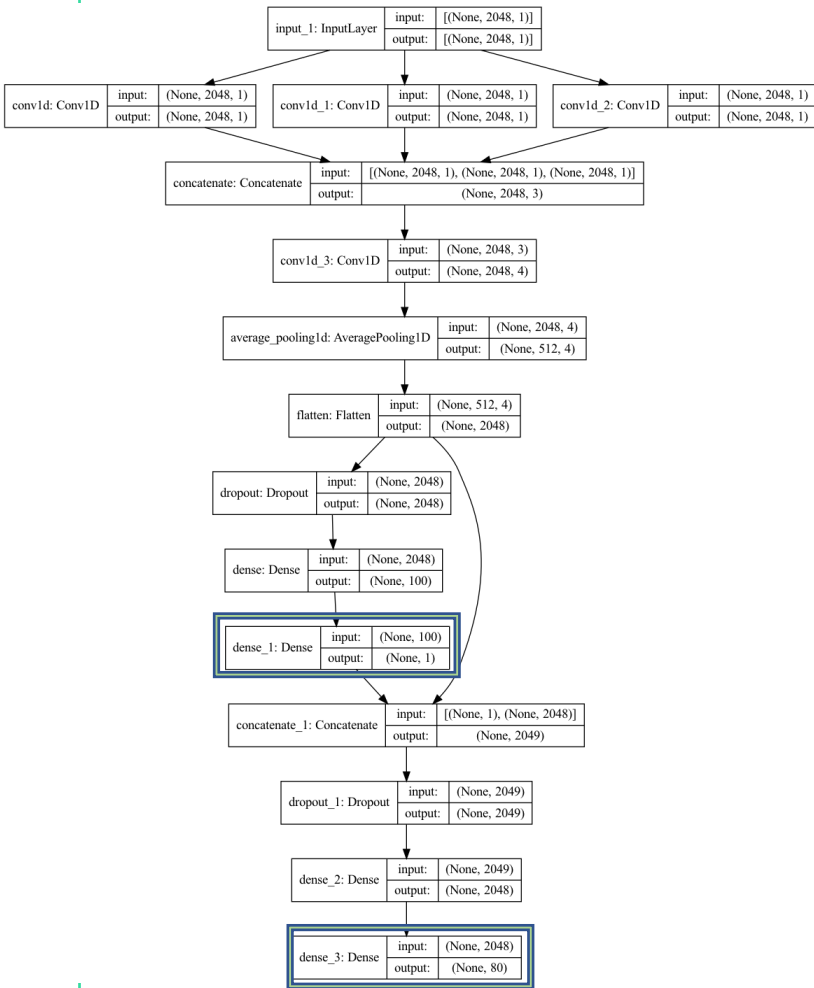 input_1: InputLayer
input: [(None, 2048, 1)]
output: [(None, 2048, 1)]
conv1d: Conv1D
input: (None, 2048, 1)
output: (None, 2048, 1)
conv1d_1: Conv1D
input: (None, 2048, 1)
output: (None, 2048, 1)
conv1d_2: Conv1D
input: (None, 2048, 1)
output: (None, 2048, 1)
concatenate: Concatenate
input: [(None, 2048, 1), (None, 2048, 1), (None, 2048, 1)]
output: (None, 2048, 3)
conv1d_3: Conv1D
input: (None, 2048, 3)
output: (None, 2048, 4)
average_pooling1d: AveragePooling1D
input: (None, 2048, 4)
output: (None, 512, 4)
flatten: Flatten
input: (None, 512, 4)
output: (None, 2048)
dropout: Dropout
input: (None, 2048)
output: (None, 2048)
dense: Dense
input: (None, 2048)
output: (None, 100)
dense_1: Dense
input: (None, 100)
output: (None, 1)
concatenate_1: Concatenate
input: [(None, 1), (None, 2048)]
output: (None, 2049)
dropout_1: Dropout
input: (None, 2049)
output: (None, 2049)
dense_2: Dense
input: (None, 2049)
output: (None, 2048)
dense_3: Dense
input: (None, 2048)
output: (None, 80)